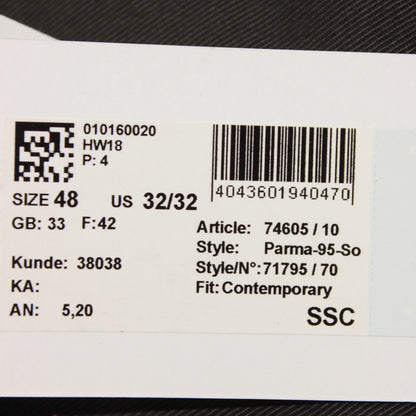 010160020
HW18
P: 4
4043601940470
SIZE 48 US 32/32
GB: 33 F:42
Article: 74605 / 10
Style: Parma-95-So
Kunde: 38038
Style/N°: 71795 / 70
KA:
Fit: Contemporary
AN: 5,20
SSC